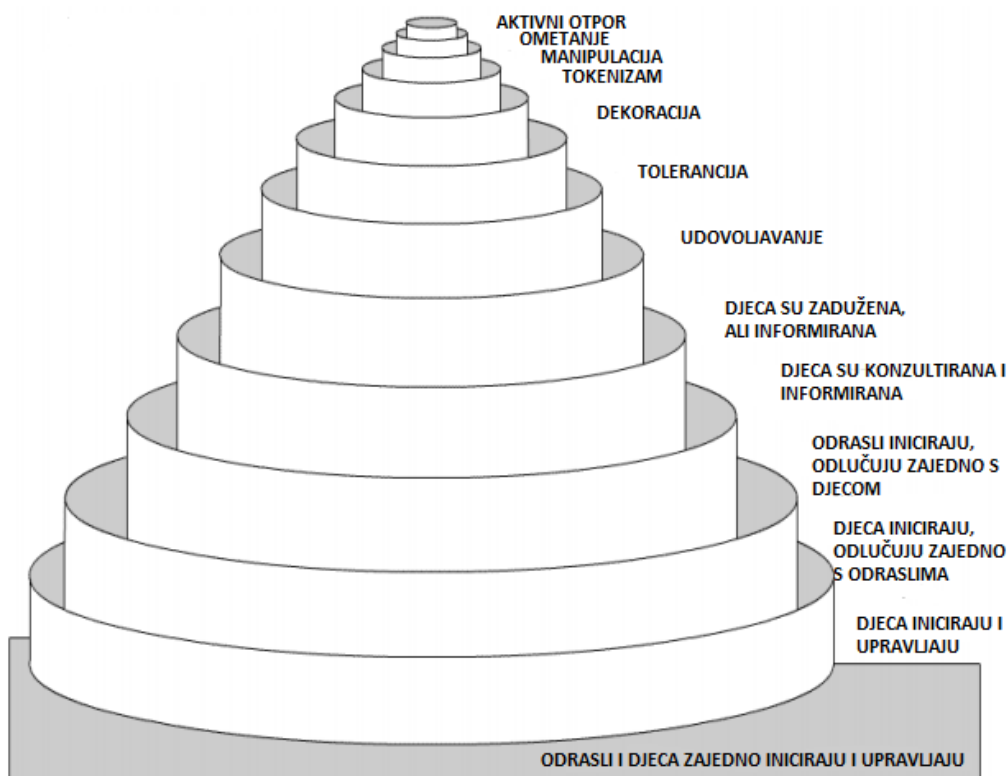 AKTIVNI OTPOR
OMETANJE
MANIPULACIJA
TOKENIZAM
DEKORACIJA
TOLERANCIJA
UDOVOLJAVANJE
DJECA SU ZADUŽENA,
ALI INFORMIRANA
DJECA SU KONZULTIRANA I
INFORMIRANA
ODRASLI INICIRAJU,
ODLUČUJU ZAJEDNO S
DJECOM
DJECA INICIRAJU,
ODLUČUJU ZAJEDNO
S ODRASLIMA
DJECA INICIRAJU I
UPRAVLJAJU
ODRASLI I DJECA ZAJEDNO INICIRAJU I UPRAVLJAJU